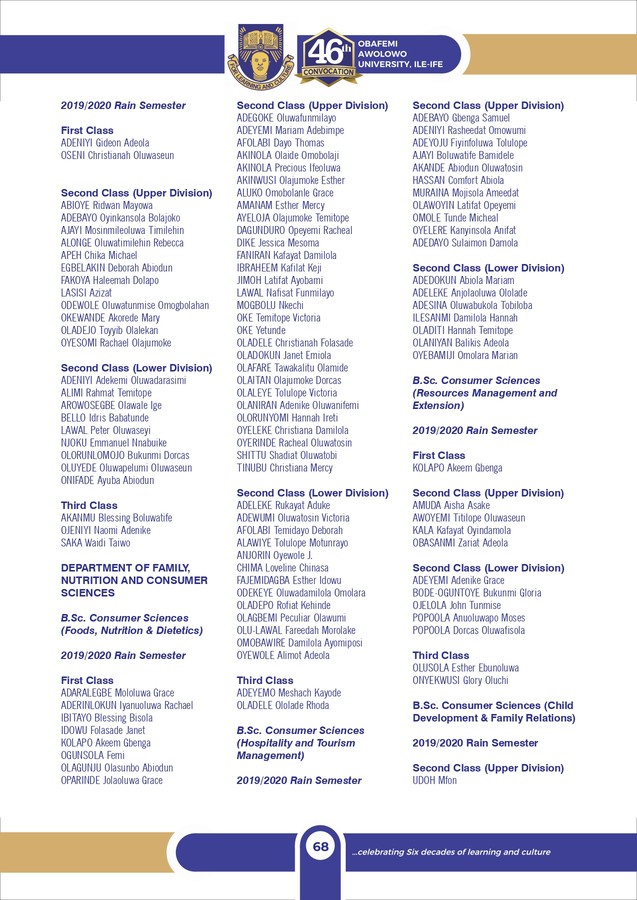 FOR LEARNING AND CULTURE
46th
CONVOCATION
OBAFEMI
AWOLOWO
UNIVERSITY, ILE-IFE
2019/2020 Rain Semester
First Class
ADENIYI Gideon Adeola
OSENI Christianah Oluwaseun
Second Class (Upper Division)
ABIOYE Ridwan Mayowa
ADEBAYO Oyinkansola Bolajoko
AJAYI Mosinmileoluwa Timilehin
ALONGE Oluwatimilehin Rebecca
APEH Chika Michael
EGBELAKIN Deborah Abiodun
FAKOYA Haleemah Dolapo
LASISI Azizat
ODEWOLE Oluwatunmise Omogbolahan
OKEWANDE Akorede Mary
OLADEJO Toyyib Olalekan
OYESOMI Rachael Olajumoke
Second Class (Lower Division)
ADENIYI Adekemi Oluwadarasimi
ALIMI Rahmat Temitope
AROWOSEGBE Olawale Ige
BELLO Idris Babatunde
LAWAL Peter Oluwaseyi
NJOKU Emmanuel Nnabuike
OLORUNLOMOJO Bukunmi Dorcas
OLUYEDE Oluwapelumi Oluwaseun
ONIFADE Ayuba Abiodun
Third Class
AKANMU Blessing Boluwatife
OJENIYI Naomi Adenike
SAKA Waidi Taiwo
DEPARTMENT OF FAMILY,
NUTRITION AND CONSUMER
SCIENCES
B.Sc. Consumer Sciences
(Foods, Nutrition & Dietetics)
2019/2020 Rain Semester
First Class
ADARALEGBE Mololuwa Grace
ADERINLOKUN Iyanuoluwa Rachael
IBITAYO Blessing Bisola
IDOWU Folasade Janet
KOLAPO Akeem Gbenga
OGUNSOLA Femi
OLAGUNJU Olasunbo Abiodun
OPARINDE Jolaoluwa Grace
Second Class (Upper Division)
ADEGOKE Oluwafunmilayo
ADEYEMI Mariam Adebimpe
AFOLABI Dayo Thomas
AKINOLA Olaide Omobolaji
AKINOLA Precious Ifeoluwa
AKINWUSI Olajumoke Esther
ALUKO Omobolanle Grace
AMANAM Esther Mercy
AYELOJA Olajumoke Temitope
DAGUNDURO Opeyemi Racheal
DIKE Jessica Mesoma
FANIRAN Kafayat Damilola
IBRAHEEM Kafilat Keji
JIMOH Latifat Ayobami
LAWAL Nafisat Funmilayo
MOGBOLU Nkechi
OKE Temitope Victoria
OKE Yetunde
OLADELE Christianah Folasade
OLADOKUN Janet Emiola
OLAFARE Tawakalitu Olamide
OLAITAN Olajumoke Dorcas
OLALEYE Tolulope Victoria
OLANIRAN Adenike Oluwanifemi
OLORUNYOMI Hannah Ireti
OYELEKE Christiana Damilola
OYERINDE Racheal Oluwatosin
SHITTU Shadiat Oluwatobi
TINUBU Christiana Mercy
Second Class (Lower Division)
ADELEKE Rukayat Aduke
ADEWUMI Oluwatosin Victoria
AFOLABI Temidayo Deborah
ALAWIYE Tolulope Motunrayo
ANJORIN Oyewole J.
CHIMA Loveline Chinasa
FAJEMIDAGBA Esther Idowu
ODEKEYE Oluwadamilola Omolara
OLADEPO Rofiat Kehinde
OLAGBEMI Peculiar Olawumi
OLU-LAWAL Fareedah Morolake
OMOBAWIRE Damilola Ayomiposi
OYEWOLE Alimot Adeola
Third Class
ADEYEMO Meshach Kayode
OLADELE Ololade Rhoda
B.Sc. Consumer Sciences
(Hospitality and Tourism
Management)
2019/2020 Rain Semester
Second Class (Upper Division)
ADEBAYO Gbenga Samuel
ADENIYI Rasheedat Omowumi
ADEYOJU Fiyinfoluwa Tolulope
AJAYI Boluwatife Bamidele
AKANDE Abiodun Oluwatosin
HASSAN Comfort Abiola
MURAINA Mojisola Ameedat
OLAWOYIN Latifat Opeyemi
OMOLE Tunde Micheal
OYELERE Kanyinsola Anifat
ADEDAYO Sulaimon Damola
Second Class (Lower Division)
ADEDOKUN Abiola Mariam
ADELEKE Anjolaoluwa Ololade
ADESINA Oluwabukola Tobiloba
ILESANMI Damilola Hannah
OLADITI Hannah Temitope
OLANIYAN Balikis Adeola
OYEBAMIJI Omolara Marian
B.Sc. Consumer Sciences
(Resources Management and
Extension)
2019/2020 Rain Semester
First Class
KOLAPO Akeem Gbenga
Second Class (Upper Division)
AMUDA Aisha Asake
AWOYEMI Titilope Oluwaseun
KALA Kafayat Oyindamola
OBASANMI Zariat Adeola
Second Class (Lower Division)
ADEYEMI Adenike Grace
BODE-OGUNTOYE Bukunmi Gloria
OJELOLA John Tunmise
POPOOLA Anuoluwapo Moses
POPOOLA Dorcas Oluwafisola
Third Class
OLUSOLA Esther Ebunoluwa
ONYEKWUSI Glory Oluchi
B.Sc. Consumer Sciences (Child
Development & Family Relations)
2019/2020 Rain Semester
Second Class (Upper Division)
UDOH Mfon
68
...celebrating Six decades of learning and culture